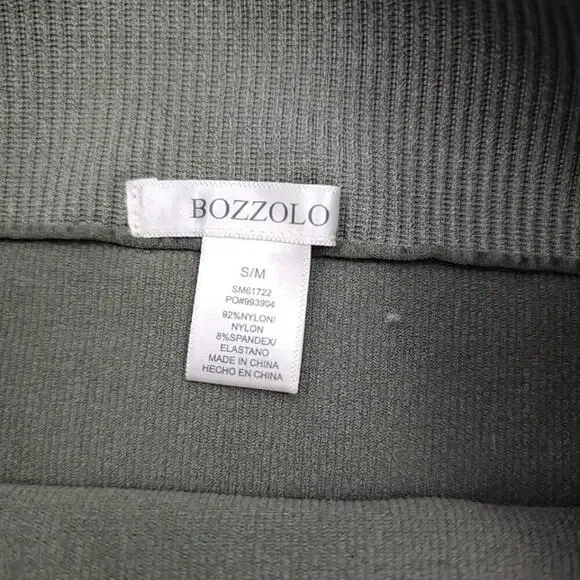 BOZZOLO
S/M
SM61722
PO#993904
92%NYLON/
NYLON
8%SPANDEX/
ELASTANO
MADE IN CHINA
HECHO EN CHINA